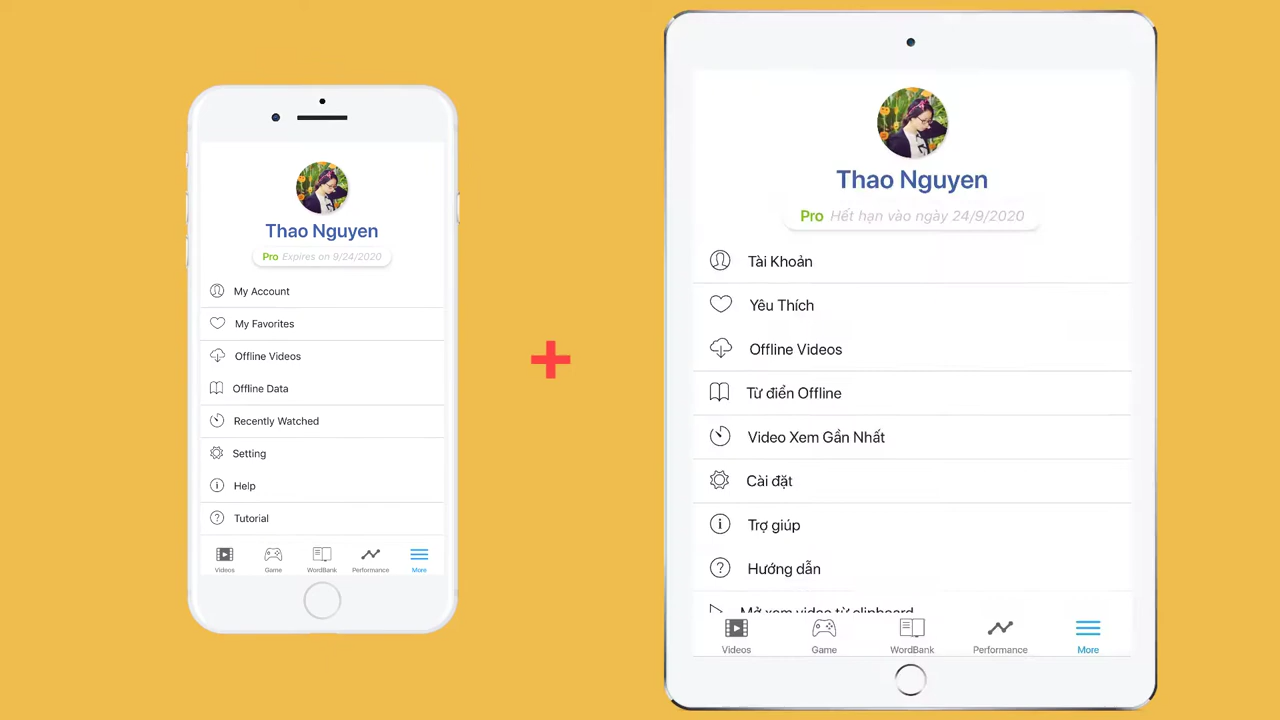 Thao Nguyen
Pro Expires on 9/24/2020
My Account
My Favorites
Offline Videos
Offline Data
Recently Watched
Setting
Help
Tutorial
Videos Game WordBank Performance More
Thao Nguyen
Pro Hết hạn vào ngày 24/9/2020
Tài Khoản
Yêu Thích
Offline Videos
Từ điển Offline
Video Xem Gần Nhất
Cài đặt
Trợ giúp
Hướng dẫn
Mở xem video từ clipboard
Videos Game WordBank Performance More